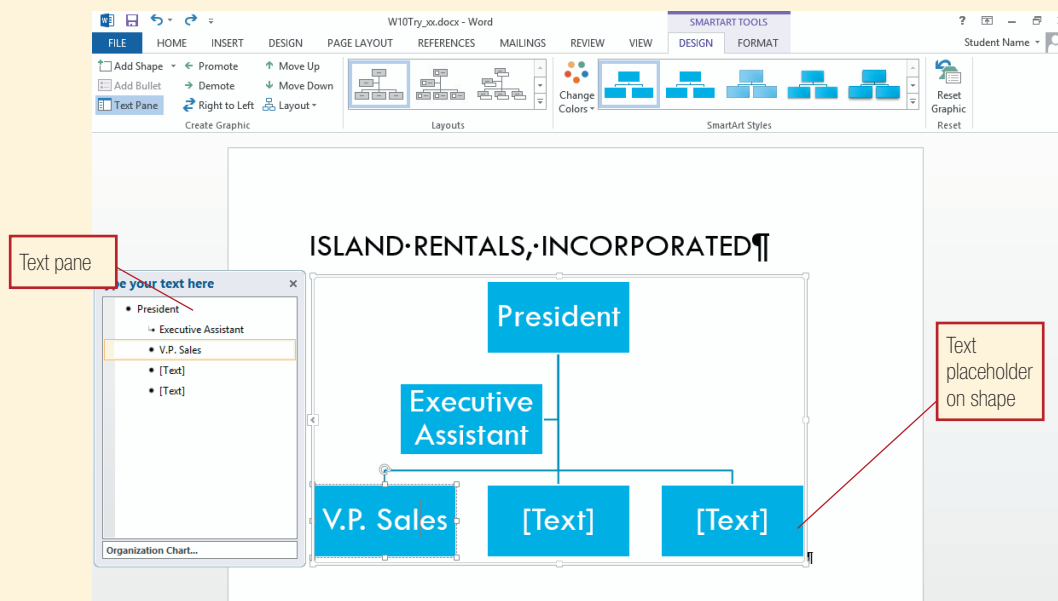 W10Try_xx.docx - Word
SMARTART TOOLS
?
FILE HOME INSERT DESIGN PAGE LAYOUT REFERENCES MAILINGS REVIEW VIEW DESIGN FORMAT Student Name
Add Shape Promote Move Up
Add Bullet Demote Move Down
Text Pane Right to Left Layout
Create Graphic
Layouts
Change Colors
SmartArt Styles
Reset Graphic
Reset
ISLAND·RENTALS,·INCORPORATED¶
Text pane
pe your text here
President
Executive Assistant
V.P. Sales
[Text]
[Text]
Organization Chart...
President
Executive
Assistant
V.P. Sales
[Text]
[Text]
¶
Text
placeholder
on shape